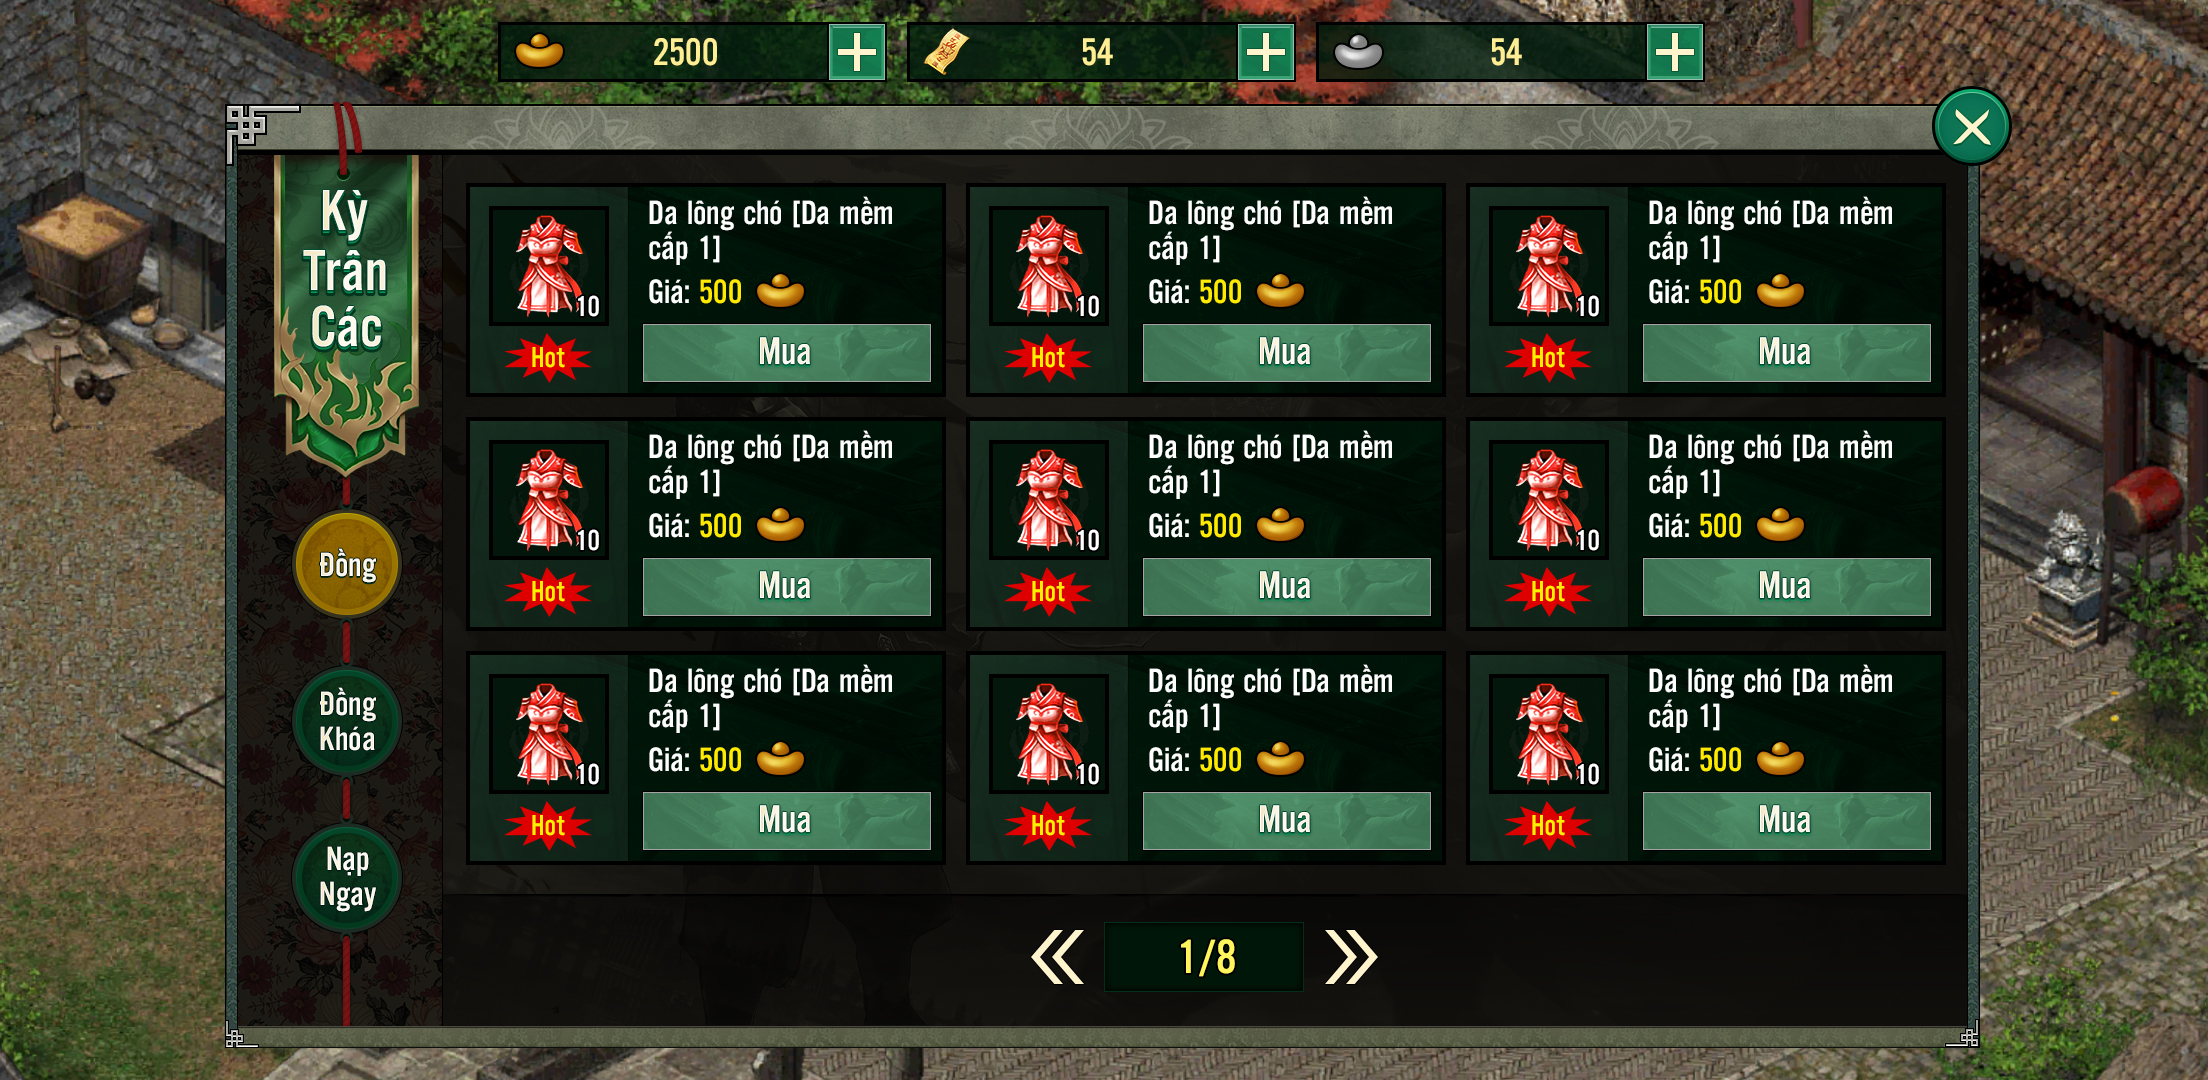 2500
54
54
Kỳ
Trân
Các
Đồng
Đồng
Khóa
Nạp
Ngay
Da lông chó [Da mềm
cấp 1]
Giá: 500
10
Hot
Mua
Da lông chó [Da mềm
cấp 1]
Giá: 500
10
Hot
Mua
Da lông chó [Da mềm
cấp 1]
Giá: 500
10
Hot
Mua
Da lông chó [Da mềm
cấp 1]
Giá: 500
10
Hot
Mua
Da lông chó [Da mềm
cấp 1]
Giá: 500
10
Hot
Mua
Da lông chó [Da mềm
cấp 1]
Giá: 500
10
Hot
Mua
Da lông chó [Da mềm
cấp 1]
Giá: 500
10
Hot
Mua
Da lông chó [Da mềm
cấp 1]
Giá: 500
10
Hot
Mua
Da lông chó [Da mềm
cấp 1]
Giá: 500
10
Hot
Mua
1/8